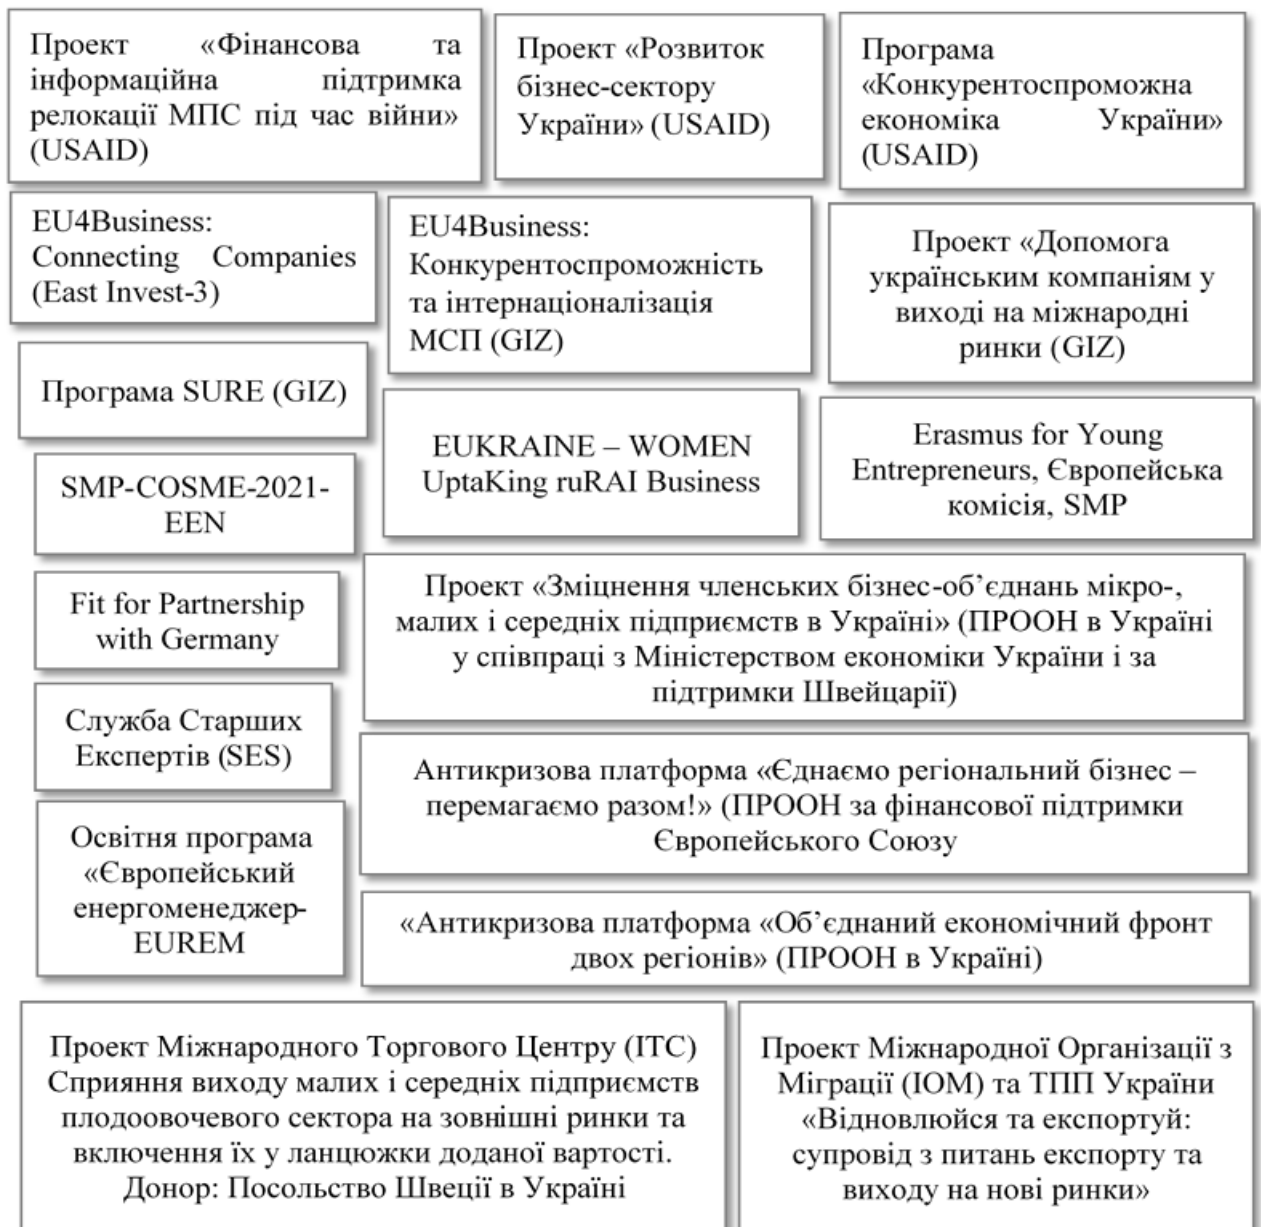 Проект «Фінансова та
інформаційна підтримка
релокації МПС під час війни»
(USAID)
Проект «Розвиток
бізнес-сектору
України» (USAID)
Програма
«Конкурентоспроможна
економіка України»
(USAID)
EU4Business:
Connecting Companies
(East Invest-3)
EU4Business:
Конкурентоспроможність
та інтернаціоналізація
МСП (GIZ)
Проект «Допомога
українським компаніям у
виході на міжнародні
ринки (GIZ)
Програма SURE (GIZ)
EUKRAINE – WOMEN
UptaKing ruRAI Business
Erasmus for Young
Entrepreneurs, Європейська
комісія, SMP
SMP-COSME-2021-
EEN
Fit for Partnership
with Germany
Проект «Зміцнення членських бізнес-об’єднань мікро-,
малих і середніх підприємств в Україні» (ПРООН в Україні
у співпраці з Міністерством економіки України і за
підтримки Швейцарії)
Служба Старших
Експертів (SES)
Антикризова платформа «Єднаємо регіональний бізнес –
перемагаємо разом!» (ПРООН за фінансової підтримки
Європейського Союзу
Освітня програма
«Європейський
енергоменеджер-
EUREM
«Антикризова платформа «Об’єднаний економічний фронт
двох регіонів» (ПРООН в Україні)
Проект Міжнародного Торгового Центру (ITC)
Сприяння виходу малих і середніх підприємств
плодоовочевого сектора на зовнішні ринки та
включення їх у ланцюжки доданої вартості.
Донор: Посольство Швеції в Україні
Проект Міжнародної Організації з
Міграції (IOM) та ТПП України
«Відновлюйся та експортуй:
супровід з питань експорту та
виходу на нові ринки»